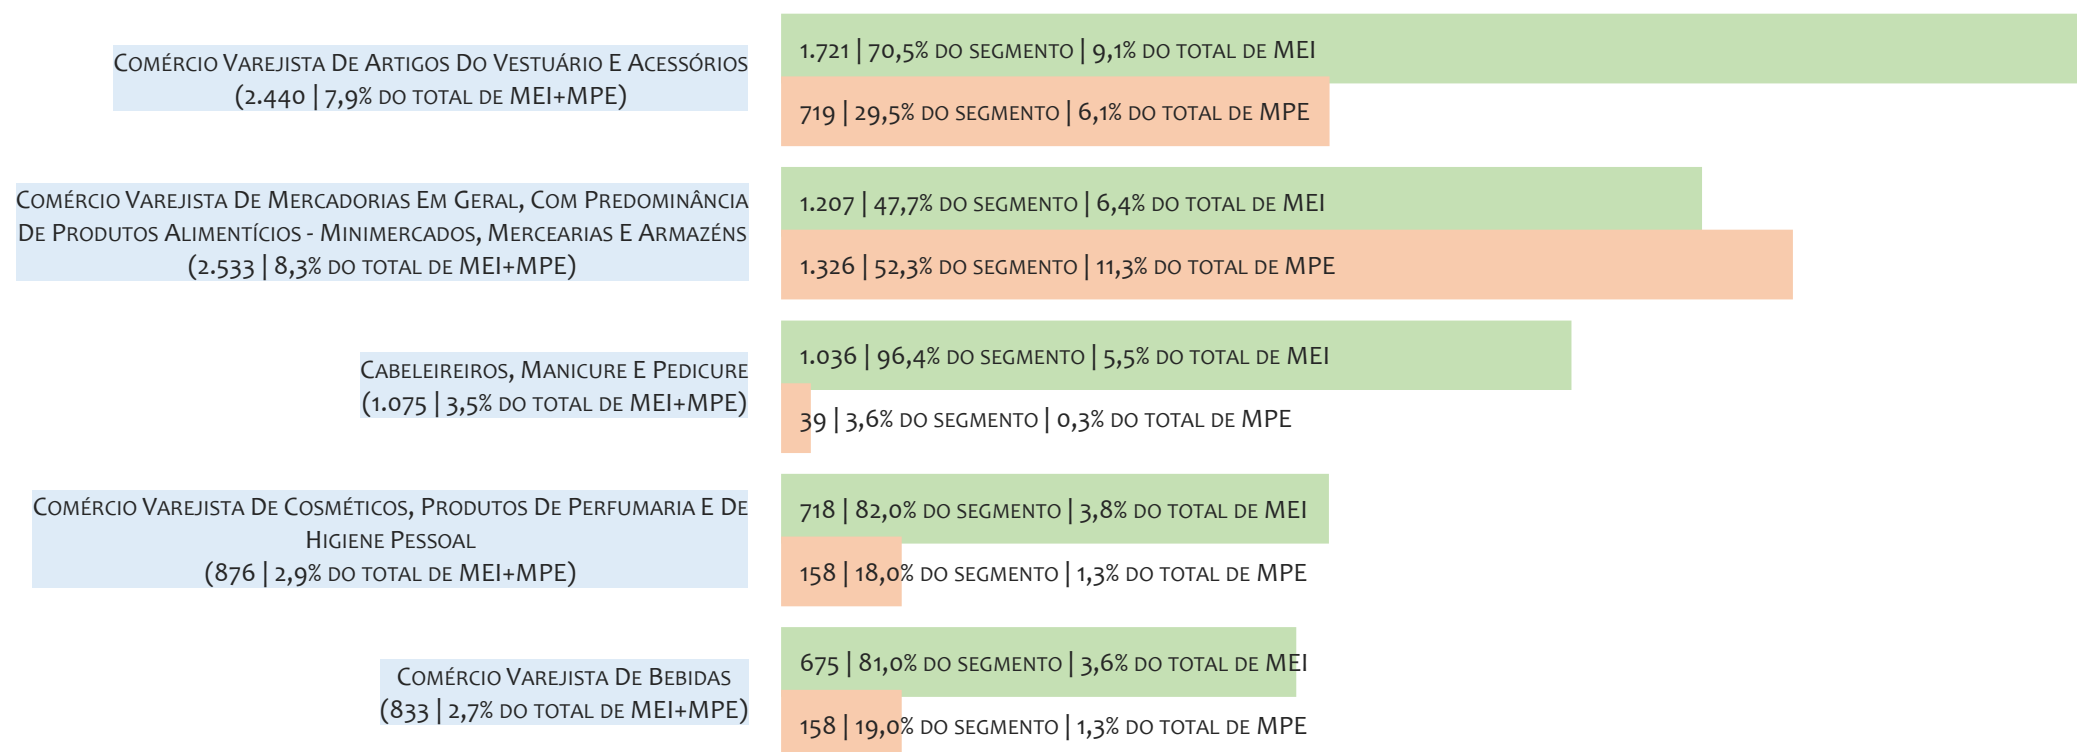 Comércio Varejista De Artigos Do Vestuário E Acessórios
(2.440 | 7,9% do total de MEI+MPE)
1.721 | 70,5% do segmento | 9,1% do total de MEI
719 | 29,5% do segmento | 6,1% do total de MPE
Comércio Varejista De Mercadorias Em Geral, Com Predominância
De Produtos Alimentícios - Minimercados, Mercearias E Armazéns
(2.533 | 8,3% do total de MEI+MPE)
1.207 | 47,7% do segmento | 6,4% do total de MEI
1.326 | 52,3% do segmento | 11,3% do total de MPE
Cabeleireiros, Manicure E Pedicure
(1.075 | 3,5% do total de MEI+MPE)
1.036 | 96,4% do segmento | 5,5% do total de MEI
39 | 3,6% do segmento | 0,3% do total de MPE
Comércio Varejista De Cosméticos, Produtos De Perfumaria E De
Higiene Pessoal
(876 | 2,9% do total de MEI+MPE)
718 | 82,0% do segmento | 3,8% do total de MEI
158 | 18,0% do segmento | 1,3% do total de MPE
Comércio Varejista De Bebidas
(833 | 2,7% do total de MEI+MPE)
675 | 81,0% do segmento | 3,6% do total de MEI
158 | 19,0% do segmento | 1,3% do total de MPE